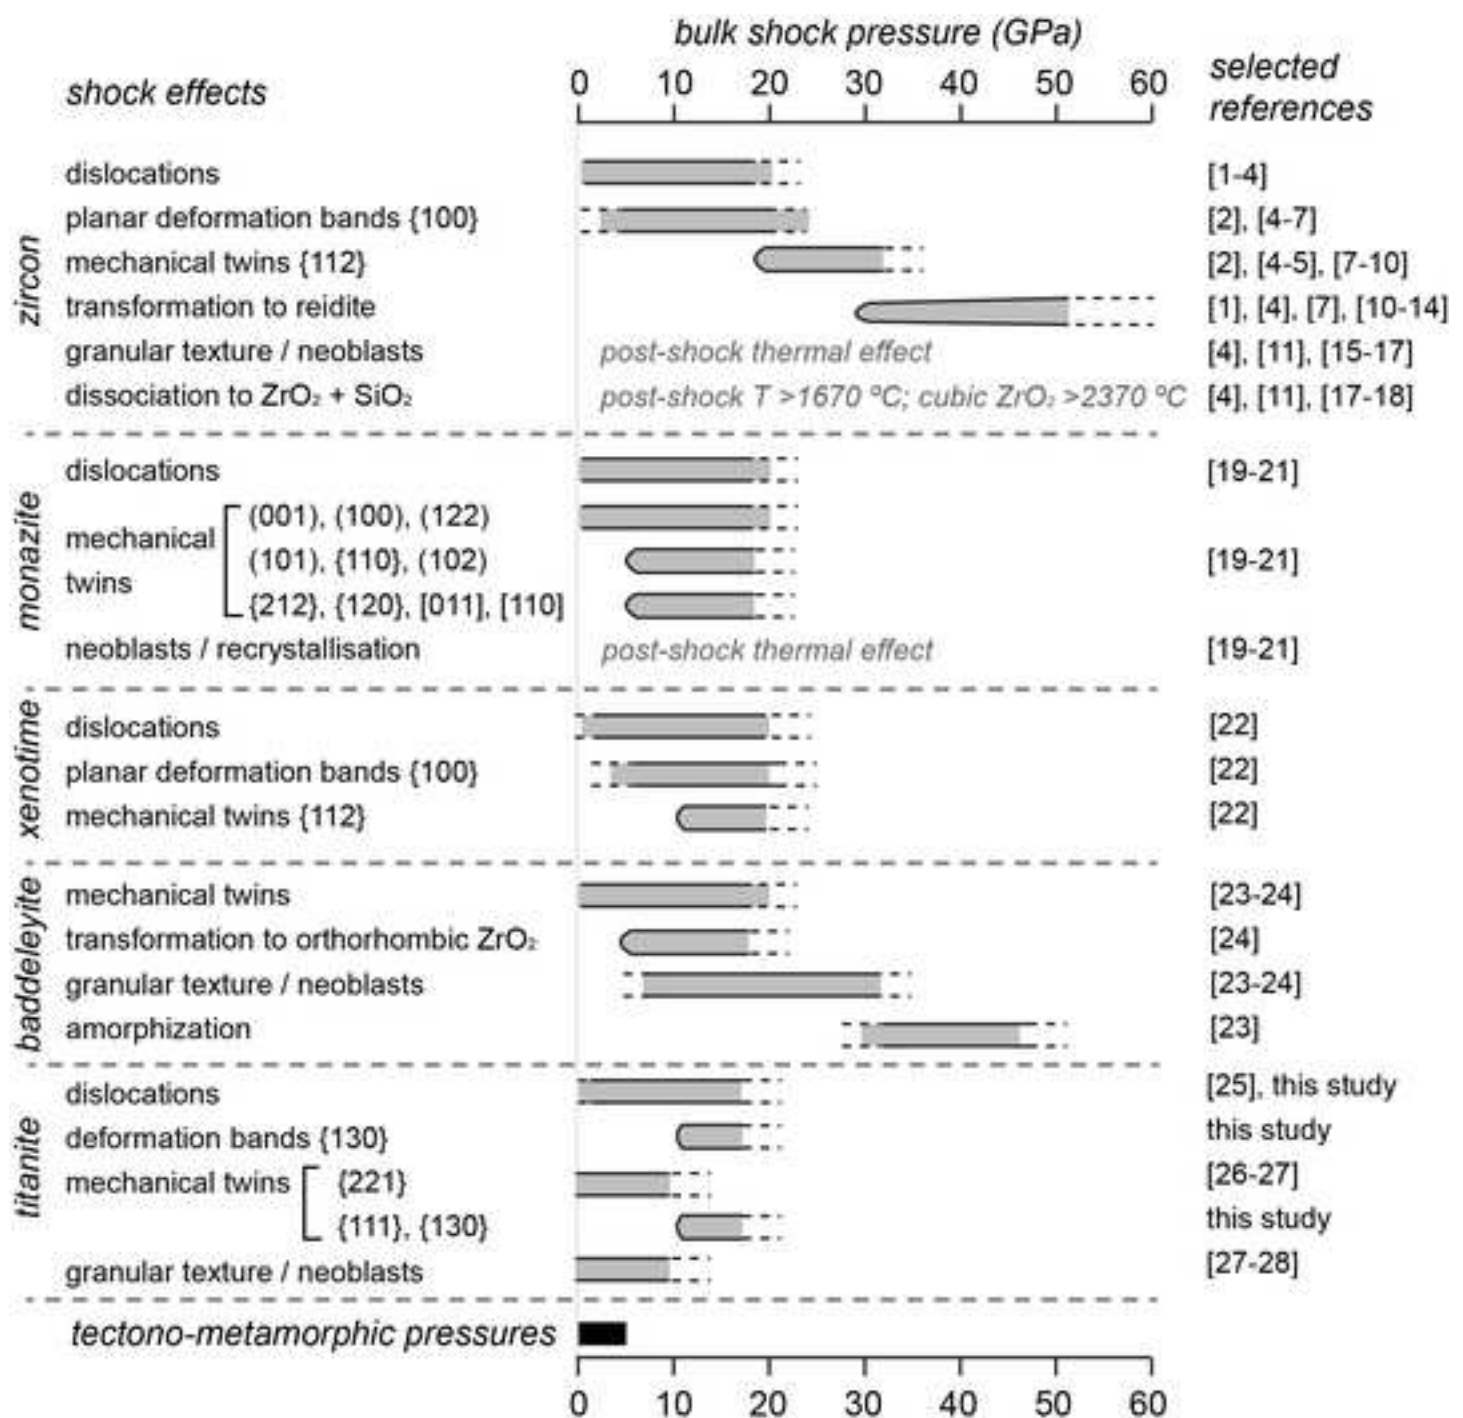 bulk shock pressure (GPa)
shock effects
0 10 20 30 40 50 60
selected
references
zircon
dislocations [1-4]
planar deformation bands {100} [2], [4-7]
mechanical twins {112} [2], [4-5], [7-10]
transformation to reidite [1], [4], [7], [10-14]
granular texture / neoblasts post-shock thermal effect [4], [11], [15-17]
dissociation to ZrO₂ + SiO₂ post-shock T >1670 ºC; cubic ZrO₂ >2370 ºC [4], [11], [17-18]
monazite
dislocations [19-21]
mechanical
twins
(001), (100), (122)
(101), {110}, (102) [19-21]
{212}, {120}, [011], [110]
neoblasts / recrystallisation post-shock thermal effect [19-21]
xenotime
dislocations [22]
planar deformation bands {100} [22]
mechanical twins {112} [22]
baddeleyite
mechanical twins [23-24]
transformation to orthorhombic ZrO₂ [24]
granular texture / neoblasts [23-24]
amorphization [23]
titanite
dislocations [25], this study
deformation bands {130} this study
mechanical twins {221} [26-27]
{111}, {130} this study
granular texture / neoblasts [27-28]
tectono-metamorphic pressures
0 10 20 30 40 50 60